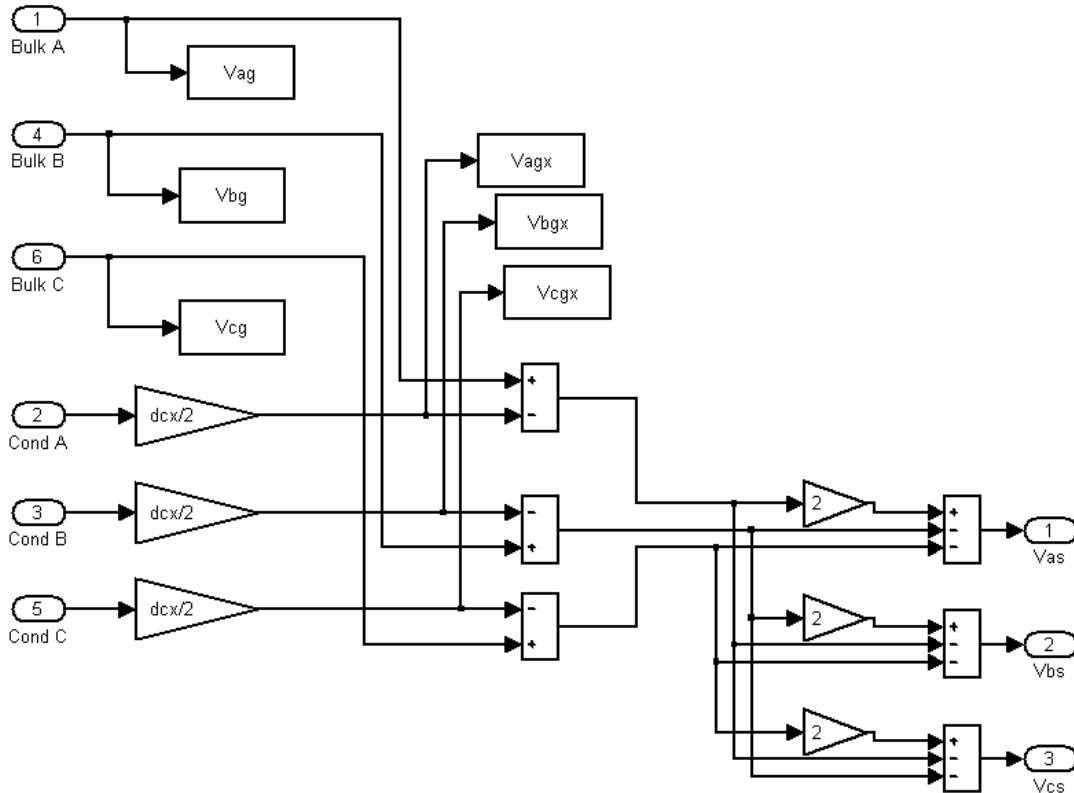 1
Bulk A
Vag
4
Bulk B
Vagx
Vbg
Vbgx
6
Bulk C
Vcgx
Vcg
+
-
2
Cond A
dcx/2
3
Cond B
dcx/2
-
+
2
+
-
-
1
Vas
5
Cond C
dcx/2
-
+
2
+
-
-
2
Vbs
2
+
-
-
3
Vcs